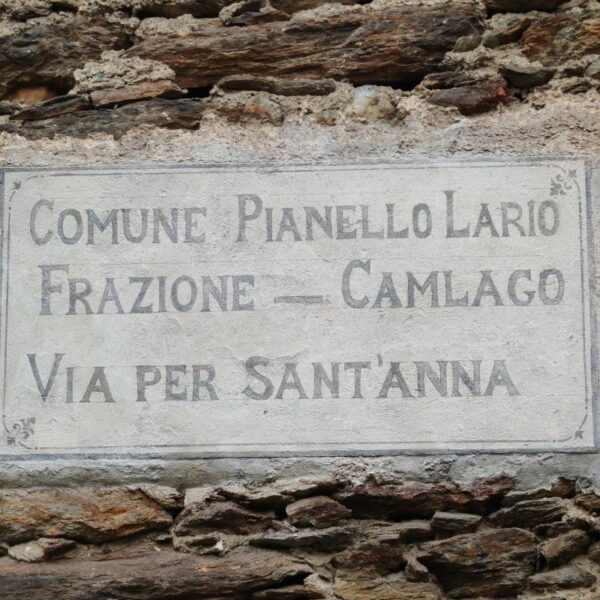 COMUNE PIANELLO LARIO
FRAZIONE — CAMLAGO
VIA PER SANT'ANNA